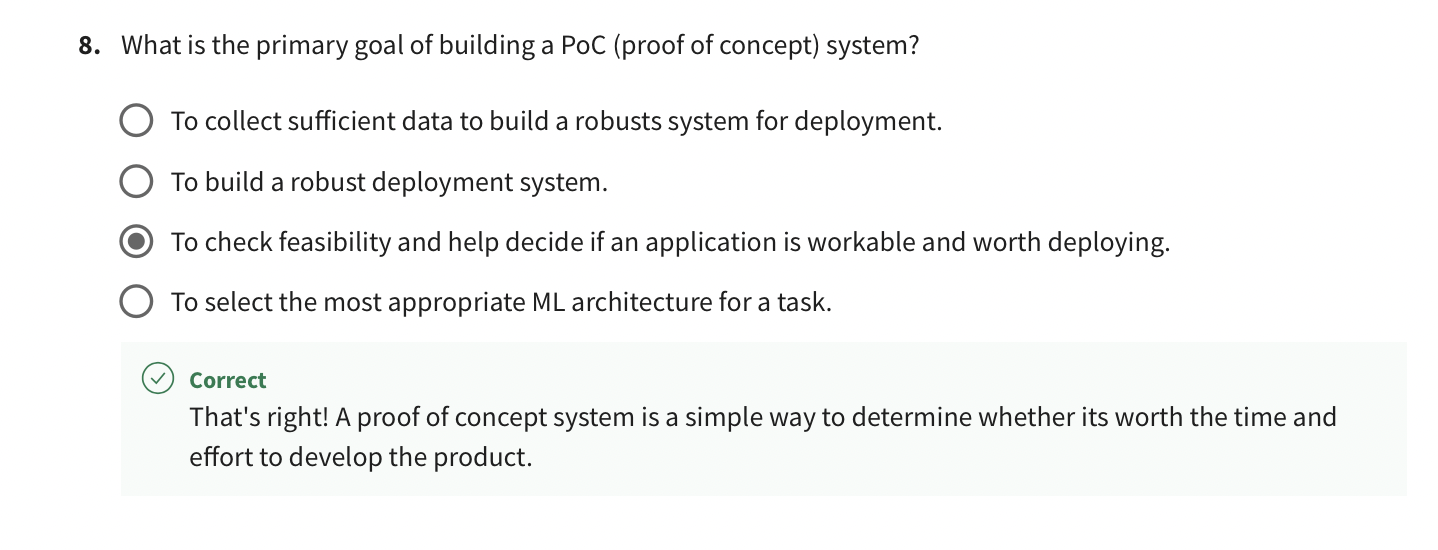 8. What is the primary goal of building a PoC (proof of concept) system?
To collect sufficient data to build a robusts system for deployment.
To build a robust deployment system.
To check feasibility and help decide if an application is workable and worth deploying.
To select the most appropriate ML architecture for a task.
Correct
That's right! A proof of concept system is a simple way to determine whether its worth the time and
effort to develop the product.